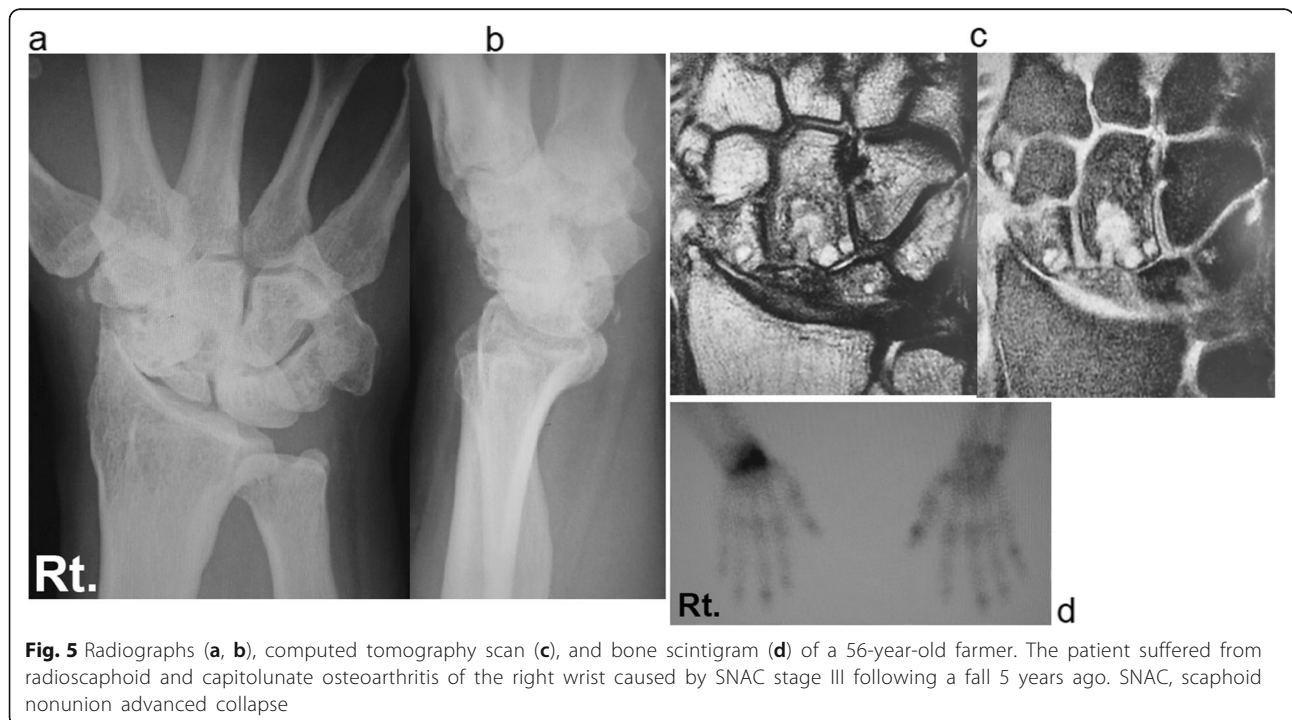 a
b
c
Rt.
Rt.
d
Fig. 5 Radiographs (a, b), computed tomography scan (c), and bone scintigram (d) of a 56-year-old farmer. The patient suffered from
radioscaphoid and capitolunate osteoarthritis of the right wrist caused by SNAC stage III following a fall 5 years ago. SNAC, scaphoid
nonunion advanced collapse